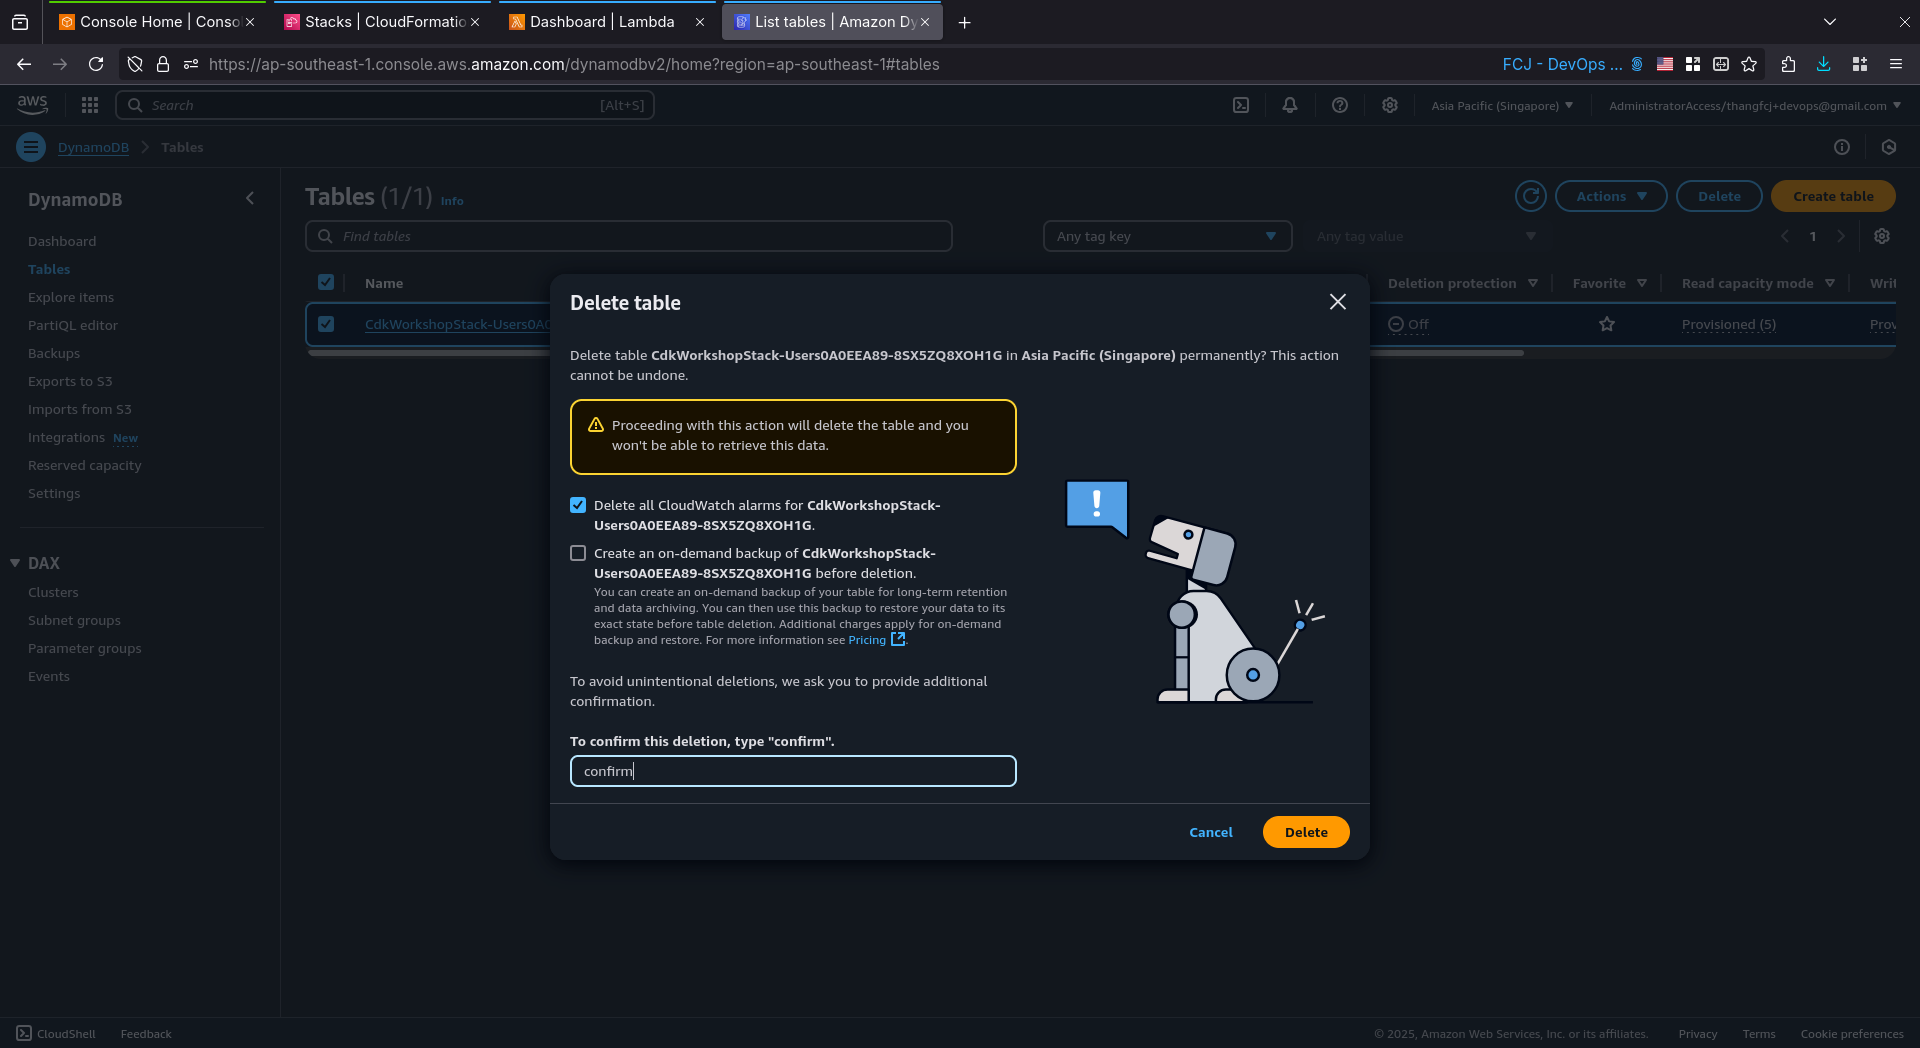 Console Home | Conso
Stacks | CloudFormatio
Dashboard | Lambda
List tables | Amazon Dy
https://ap-southeast-1.console.aws.amazon.com/dynamodbv2/home?region=ap-southeast-1#tables
FCJ - DevOps ...
aws
Search
[Alt+S]
Asia Pacific (Singapore)
AdministratorAccess/thangfcj+devops@gmail.com
DynamoDB
Tables
DynamoDB
Dashboard
Tables
Explore items
PartiQL editor
Backups
Exports to S3
Imports from S3
Integrations New
Reserved capacity
Settings
DAX
Clusters
Subnet groups
Parameter groups
Events
Tables (1/1) Info
Actions
Delete
Create table
Find tables
Any tag key
Any tag value
1
Name
Deletion protection
Favorite
Read capacity mode
Writ
CdkWorkshopStack-Users0A0
Off
Provisioned (5)
Prov
Delete table
Delete table CdkWorkshopStack-Users0A0EEA89-8SX5ZQ8XOH1G in Asia Pacific (Singapore) permanently? This action
cannot be undone.
Proceeding with this action will delete the table and you
won't be able to retrieve this data.
Delete all CloudWatch alarms for CdkWorkshopStack-
Users0A0EEA89-8SX5ZQ8XOH1G.
Create an on-demand backup of CdkWorkshopStack-
Users0A0EEA89-8SX5ZQ8XOH1G before deletion.
You can create an on-demand backup of your table for long-term retention
and data archiving. You can then use this backup to restore your data to its
exact state before table deletion. Additional charges apply for on-demand
backup and restore. For more information see Pricing.
To avoid unintentional deletions, we ask you to provide additional
confirmation.
To confirm this deletion, type "confirm".
confirm
Cancel
Delete
!
CloudShell
Feedback
© 2025, Amazon Web Services, Inc. or its affiliates.
Privacy
Terms
Cookie preferences